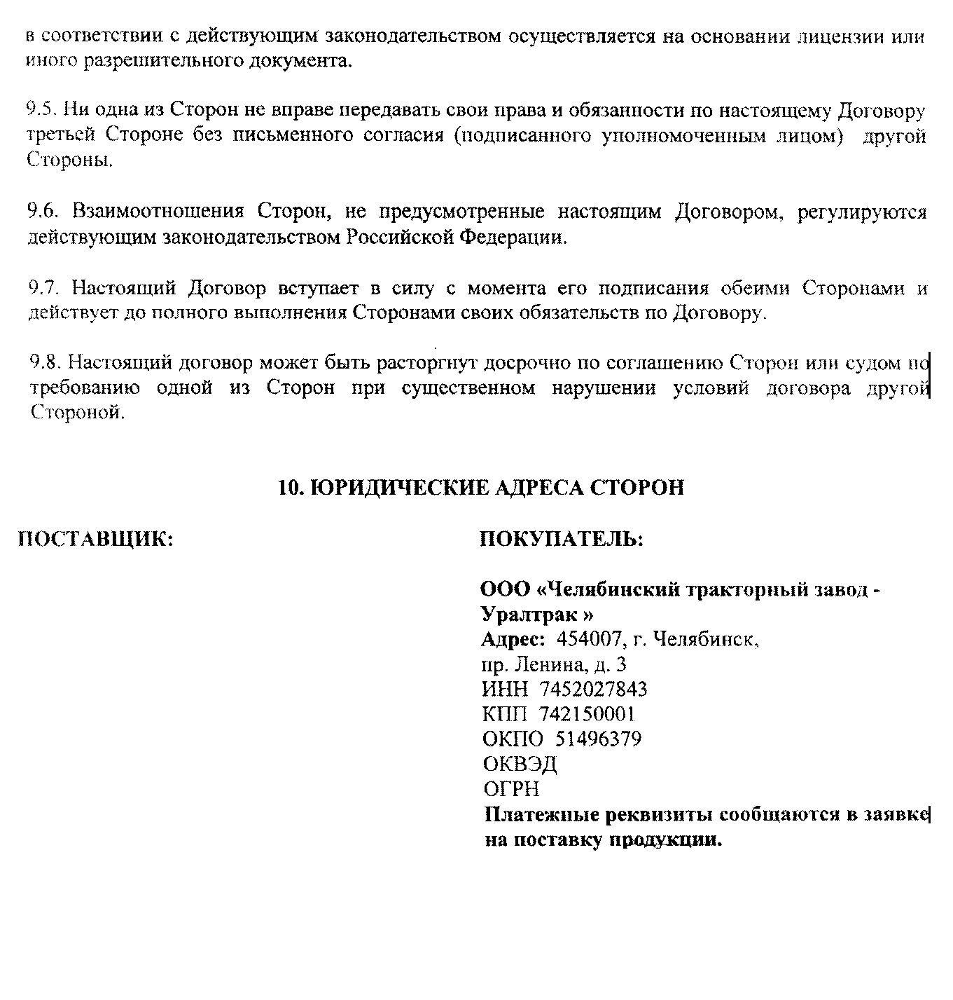 в соответствии с действующим законодательством осуществляется на основании лицензии или
иного разрешительного документа.
9.5. Ни одна из Сторон не вправе передавать свои права и обязанности по настоящему Договору
третьей Стороне без письменного согласия (подписанного уполномоченным лицом) другой
Стороны.
9.6. Взаимоотношения Сторон, не предусмотренные настоящим Договором, регулируются
действующим законодательством Российской Федерации.
9.7. Настоящий Договор вступает в силу с момента его подписания обеими Сторонами и
действует до полного выполнения Сторонами своих обязательств по Договору.
9.8. Настоящий договор может быть расторгнут досрочно по соглашению Сторон или судом по
требованию одной из Сторон при существенном нарушении условий договора другой
Стороной.
10. ЮРИДИЧЕСКИЕ АДРЕСА СТОРОН
ПОСТАВЩИК:
ПОКУПАТЕЛЬ:
ООО «Челябинский тракторный завод -
Уралтрак »
Адрес: 454007, г. Челябинск,
пр. Ленина, д. 3
ИНН 7452027843
КПП 742150001
ОКПО 51496379
ОКВЭД
ОГРН
Платежные реквизиты сообщаются в заявке
на поставку продукции.